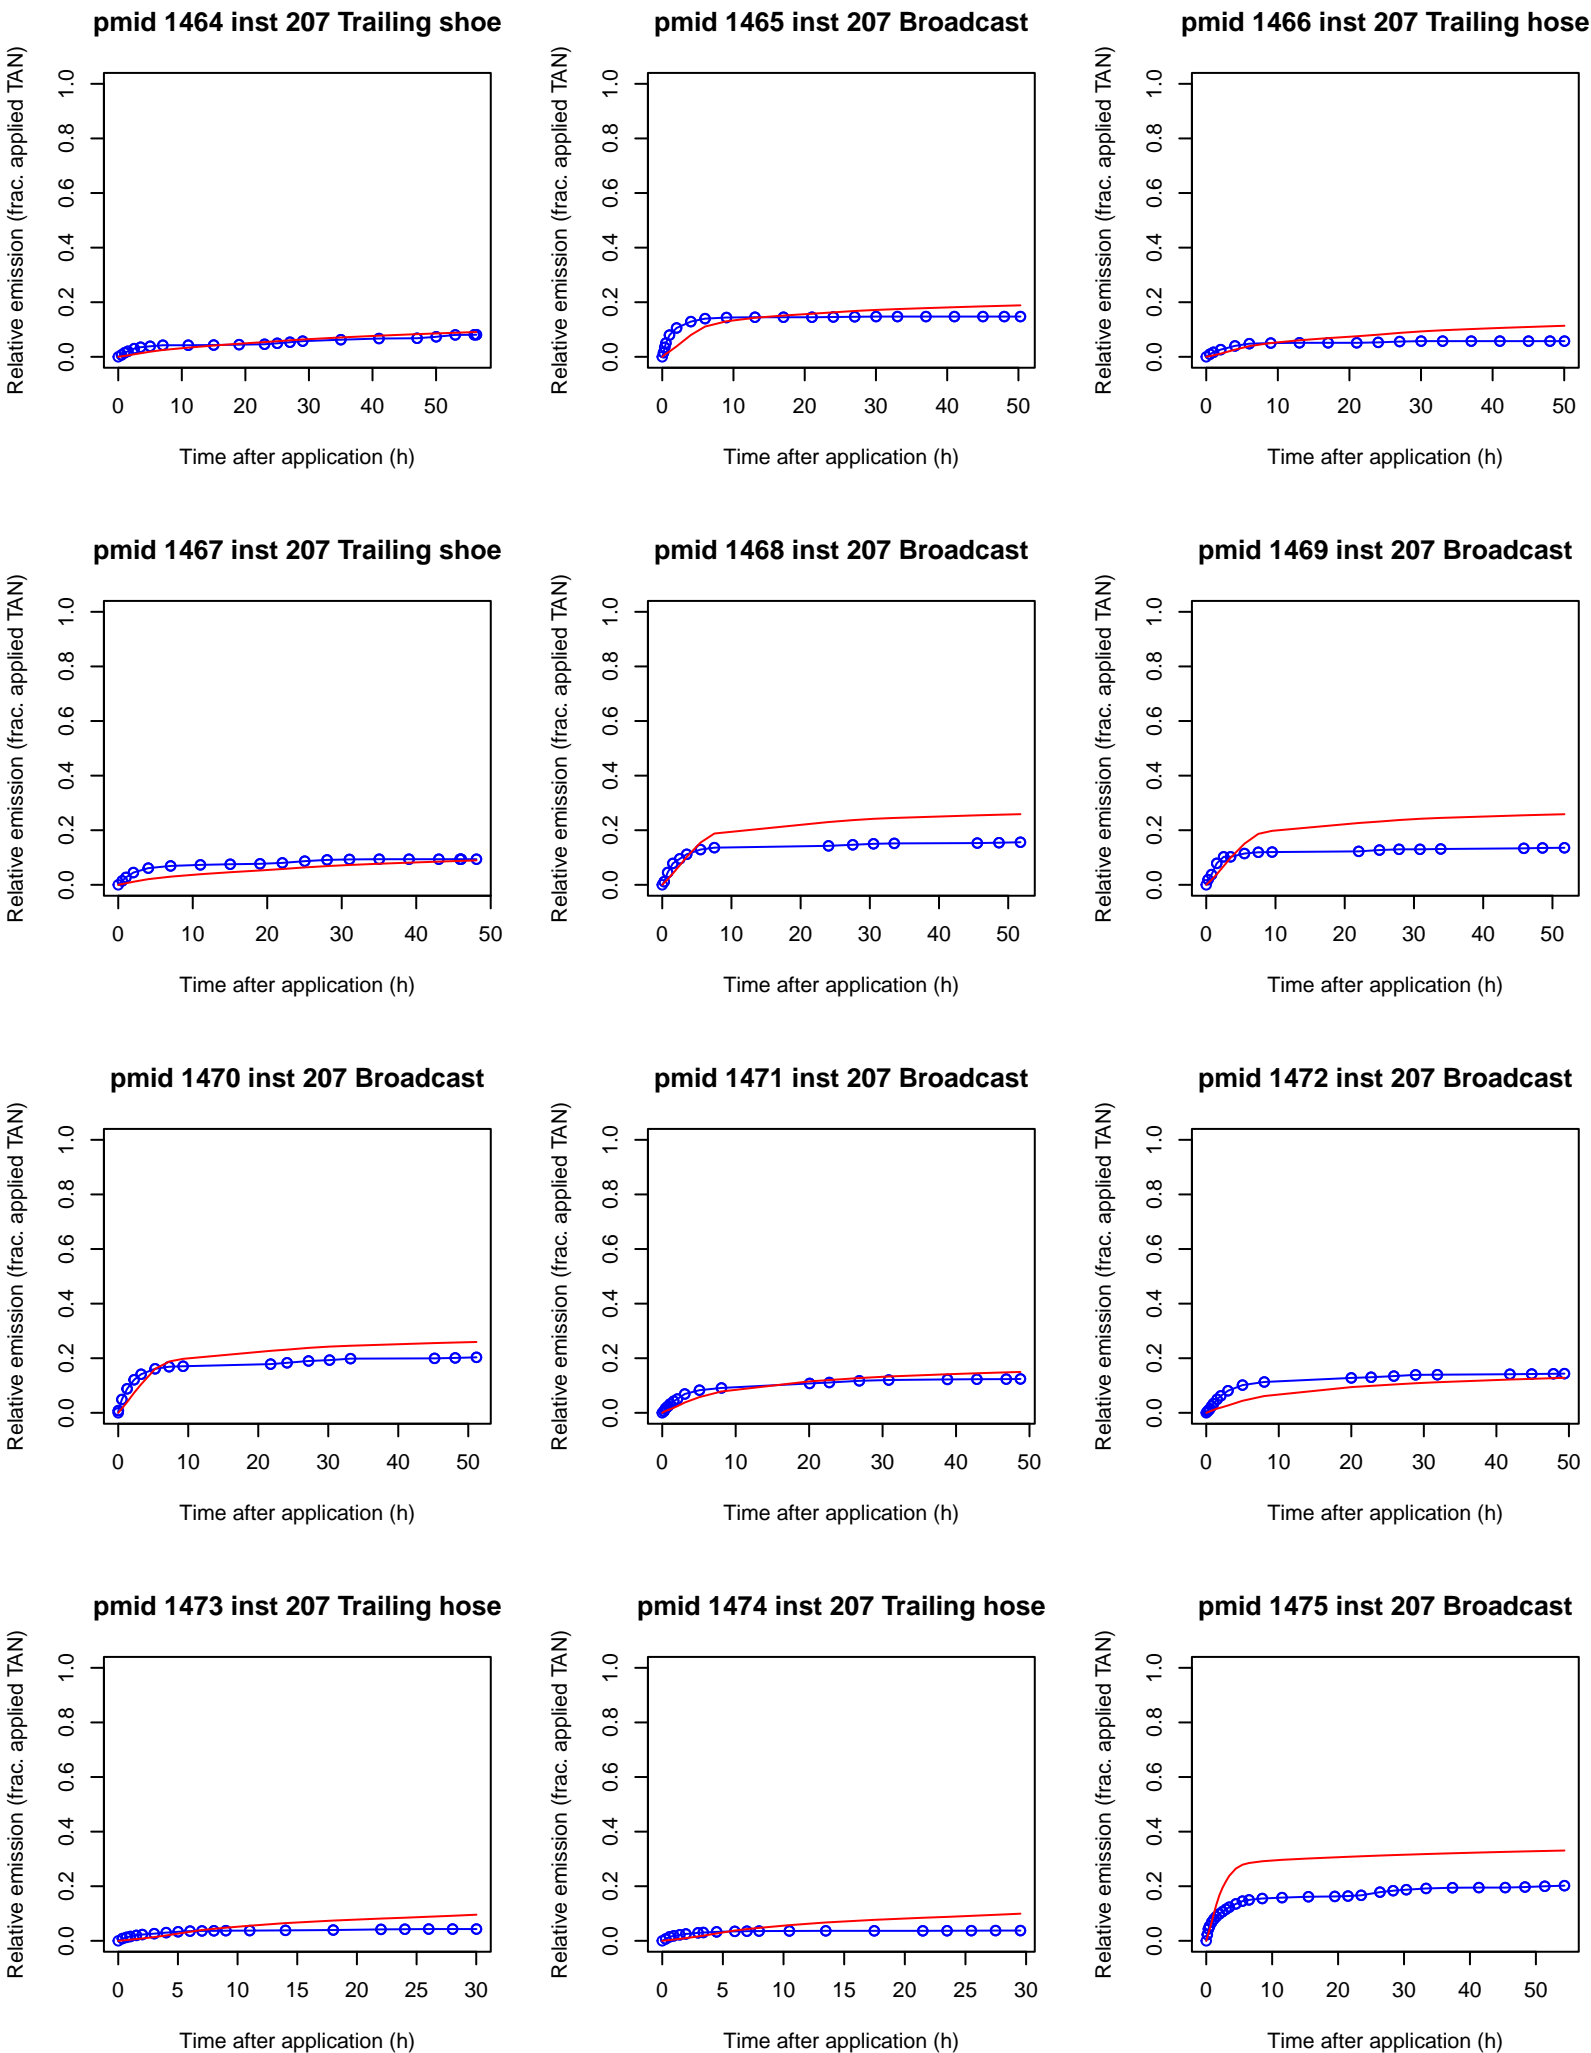 pmid 1464 inst 207 Trailing shoe
Relative emission (frac. applied TAN)
1.0
0.8
0.6
0.4
0.2
0.0
0 10 20 30 40 50
Time after application (h)
pmid 1465 inst 207 Broadcast
Relative emission (frac. applied TAN)
1.0
0.8
0.6
0.4
0.2
0.0
0 10 20 30 40 50
Time after application (h)
pmid 1466 inst 207 Trailing hose
Relative emission (frac. applied TAN)
1.0
0.8
0.6
0.4
0.2
0.0
0 10 20 30 40 50
Time after application (h)
pmid 1467 inst 207 Trailing shoe
Relative emission (frac. applied TAN)
1.0
0.8
0.6
0.4
0.2
0.0
0 10 20 30 40 50
Time after application (h)
pmid 1468 inst 207 Broadcast
Relative emission (frac. applied TAN)
1.0
0.8
0.6
0.4
0.2
0.0
0 10 20 30 40 50
Time after application (h)
pmid 1469 inst 207 Broadcast
Relative emission (frac. applied TAN)
1.0
0.8
0.6
0.4
0.2
0.0
0 10 20 30 40 50
Time after application (h)
pmid 1470 inst 207 Broadcast
Relative emission (frac. applied TAN)
1.0
0.8
0.6
0.4
0.2
0.0
0 10 20 30 40 50
Time after application (h)
pmid 1471 inst 207 Broadcast
Relative emission (frac. applied TAN)
1.0
0.8
0.6
0.4
0.2
0.0
0 10 20 30 40 50
Time after application (h)
pmid 1472 inst 207 Broadcast
Relative emission (frac. applied TAN)
1.0
0.8
0.6
0.4
0.2
0.0
0 10 20 30 40 50
Time after application (h)
pmid 1473 inst 207 Trailing hose
Relative emission (frac. applied TAN)
1.0
0.8
0.6
0.4
0.2
0.0
0 5 10 15 20 25 30
Time after application (h)
pmid 1474 inst 207 Trailing hose
Relative emission (frac. applied TAN)
1.0
0.8
0.6
0.4
0.2
0.0
0 5 10 15 20 25 30
Time after application (h)
pmid 1475 inst 207 Broadcast
Relative emission (frac. applied TAN)
1.0
0.8
0.6
0.4
0.2
0.0
0 10 20 30 40 50
Time after application (h)